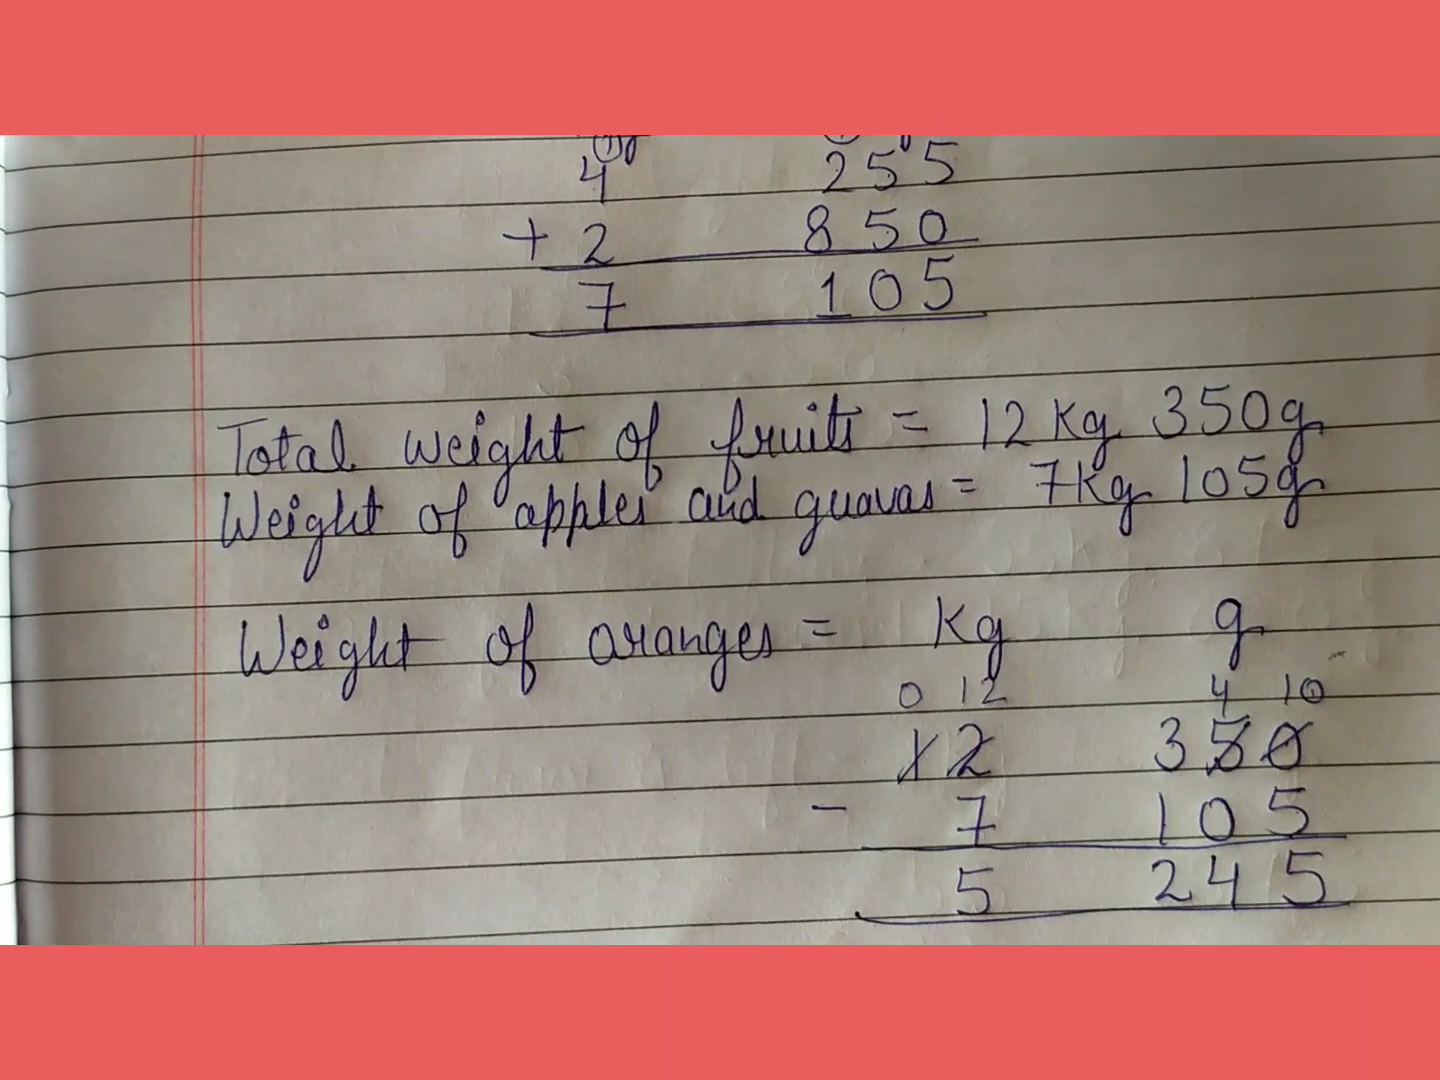 4 255
+ 2 850
7 105
Total weight of fruits = 12 Kg 350g
Weight of apples and guavas = 7Kg 105g
Weight of oranges = Kg g
0 12 4 10
12 350
- 7 105
5 245